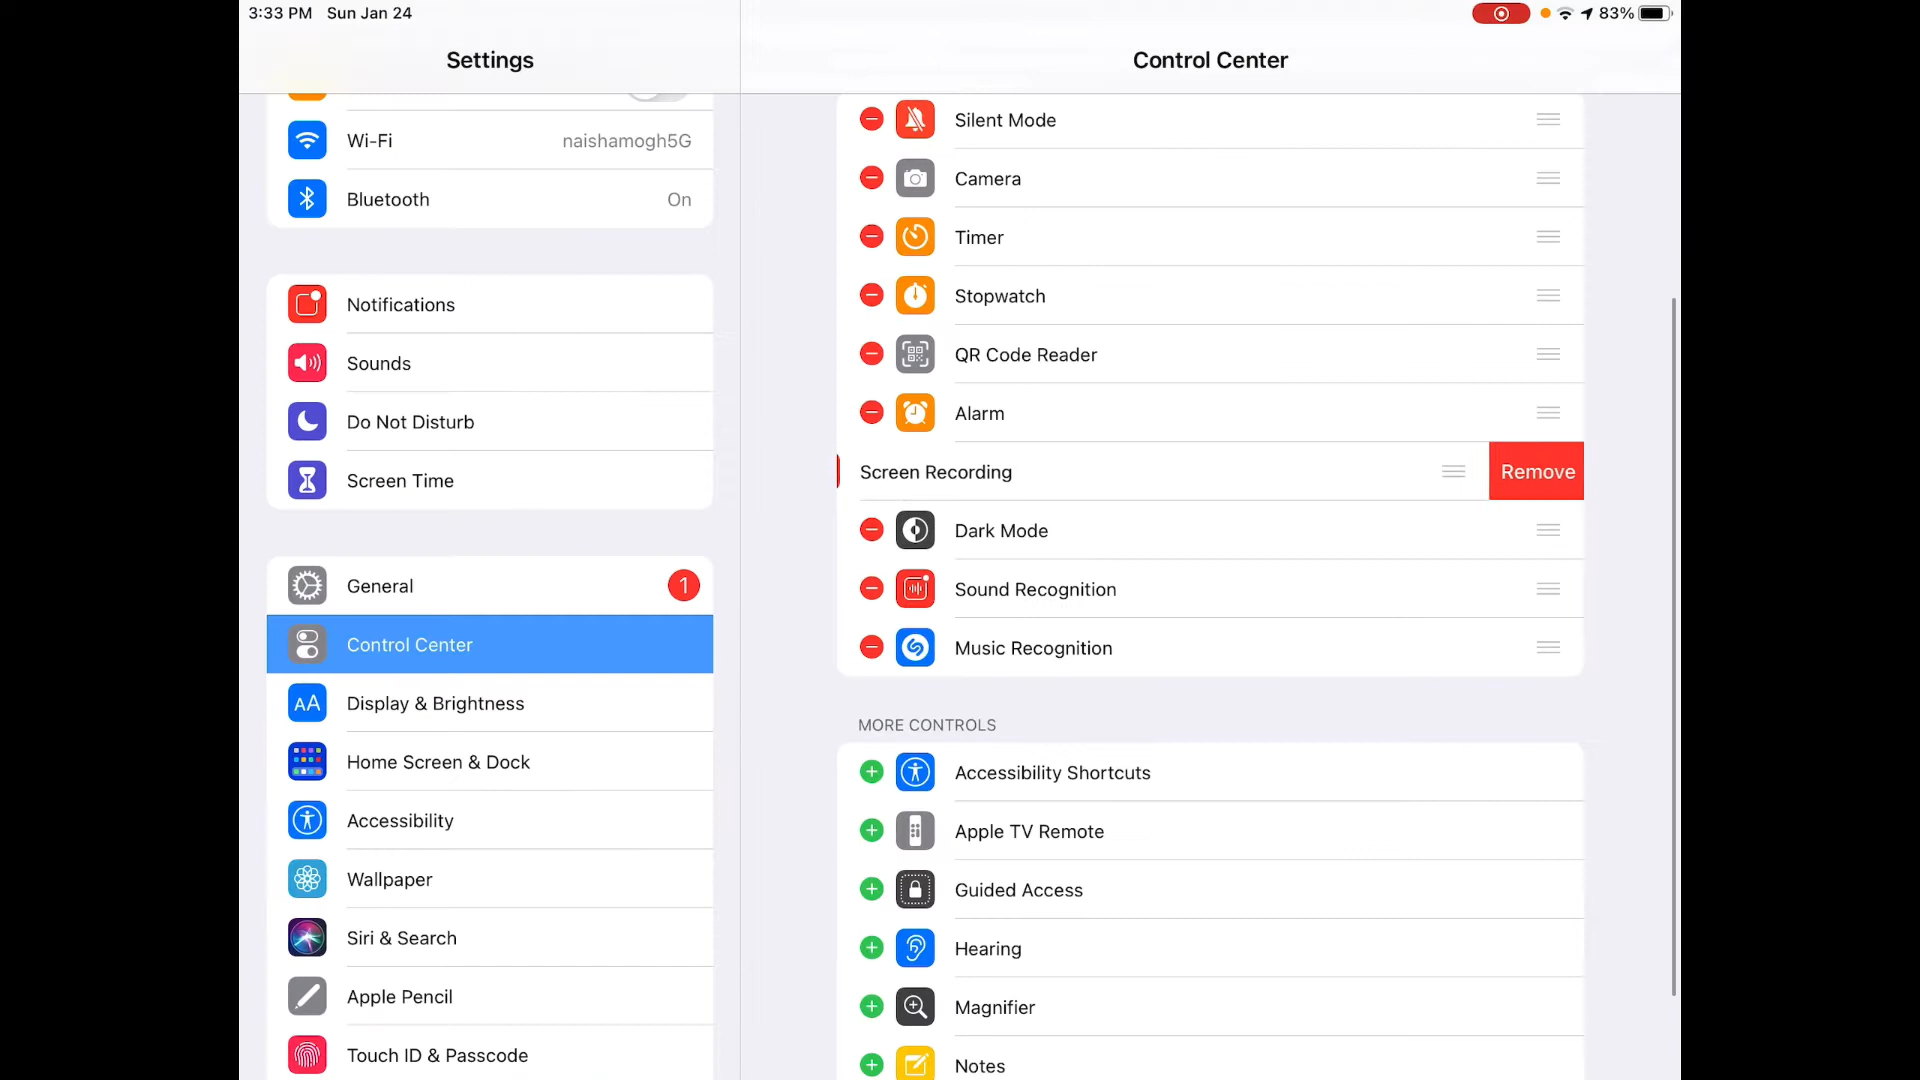 3:33 PM Sun Jan 24
83%
Settings
Wi-Fi naishamogh5G
Bluetooth On
Notifications
Sounds
Do Not Disturb
Screen Time
General 1
Control Center
AA Display & Brightness
Home Screen & Dock
Accessibility
Wallpaper
Siri & Search
Apple Pencil
Touch ID & Passcode
Control Center
Silent Mode
Camera
Timer
Stopwatch
QR Code Reader
Alarm
Screen Recording Remove
Dark Mode
Sound Recognition
Music Recognition
MORE CONTROLS
Accessibility Shortcuts
Apple TV Remote
Guided Access
Hearing
Magnifier
Notes